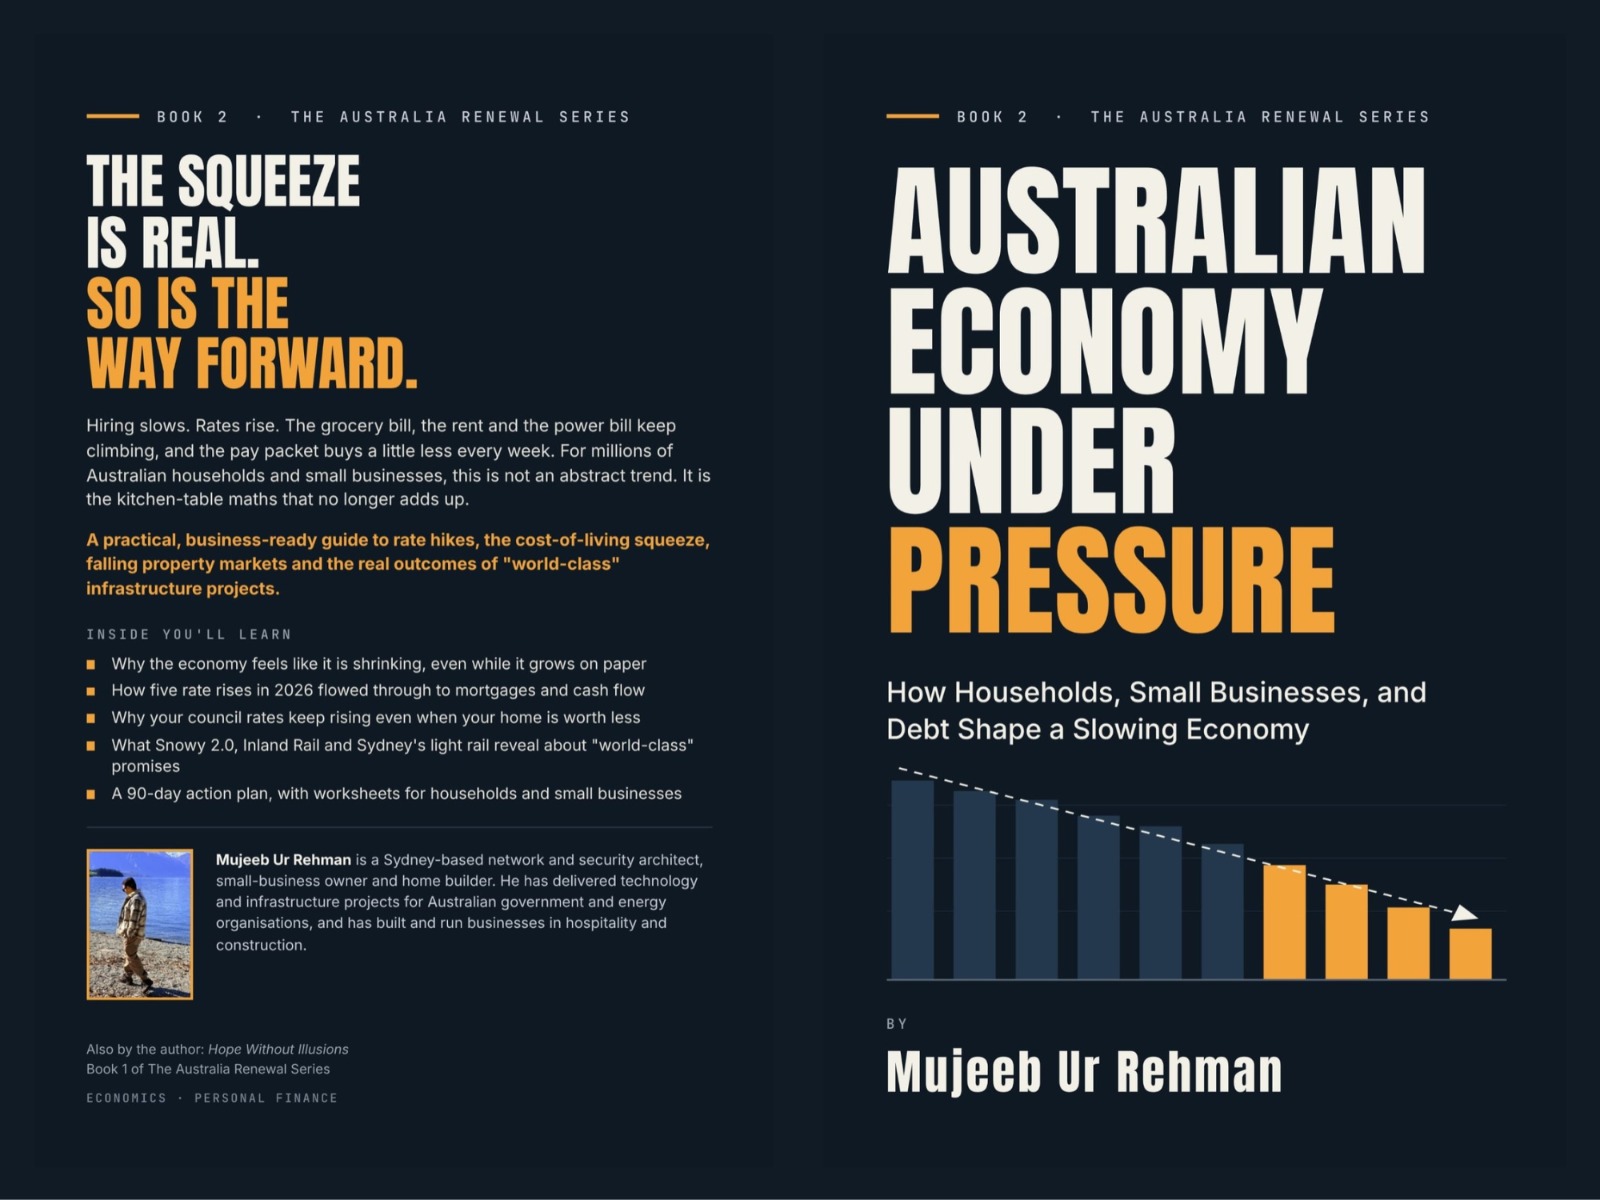 BOOK 2 · THE AUSTRALIA RENEWAL SERIES
THE SQUEEZE
IS REAL.
SO IS THE
WAY FORWARD.
Hiring slows. Rates rise. The grocery bill, the rent and the power bill keep
climbing, and the pay packet buys a little less every week. For millions of
Australian households and small businesses, this is not an abstract trend. It is
the kitchen-table maths that no longer adds up.
A practical, business-ready guide to rate hikes, the cost-of-living squeeze,
falling property markets and the real outcomes of "world-class"
infrastructure projects.
INSIDE YOU'LL LEARN
Why the economy feels like it is shrinking, even while it grows on paper
How five rate rises in 2026 flowed through to mortgages and cash flow
Why your council rates keep rising even when your home is worth less
What Snowy 2.0, Inland Rail and Sydney's light rail reveal about "world-class"
promises
A 90-day action plan, with worksheets for households and small businesses
Mujeeb Ur Rehman is a Sydney-based network and security architect,
small-business owner and home builder. He has delivered technology
and infrastructure projects for Australian government and energy
organisations, and has built and run businesses in hospitality and
construction.
Also by the author: Hope Without Illusions
Book 1 of The Australia Renewal Series
ECONOMICS · PERSONAL FINANCE
BOOK 2 · THE AUSTRALIA RENEWAL SERIES
AUSTRALIAN
ECONOMY
UNDER
PRESSURE
How Households, Small Businesses, and
Debt Shape a Slowing Economy
BY
Mujeeb Ur Rehman